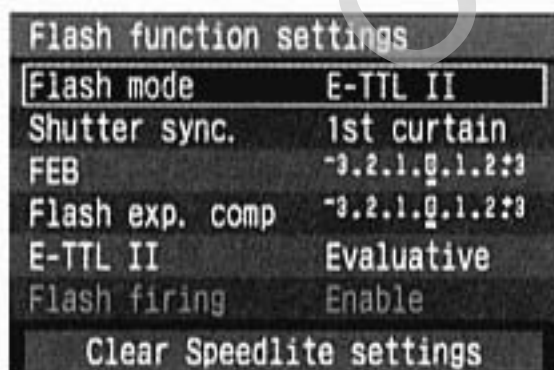 Flash function settings
Flash mode E-TTL II
Shutter sync. 1st curtain
FEB ⁻3.2.1.0.1.2.⁺3
Flash exp. comp ⁻3.2.1.0.1.2.⁺3
E-TTL II Evaluative
Flash firing Enable
Clear Speedlite settings